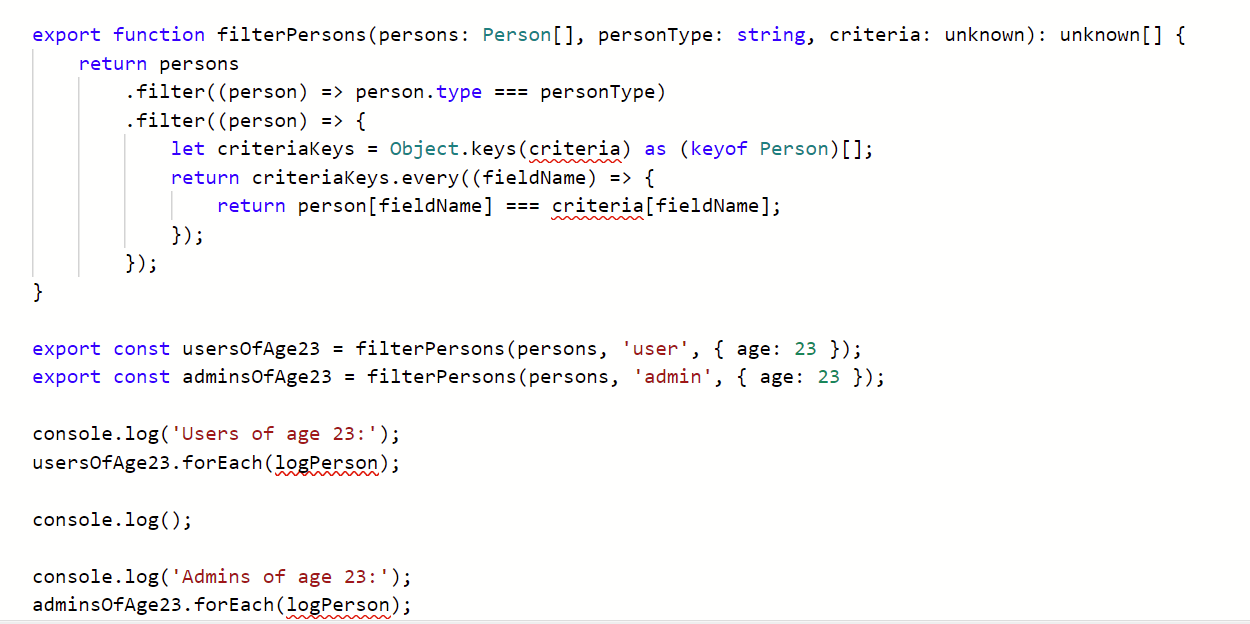 export function filterPersons(persons: Person[], personType: string, criteria: unknown): unknown[] {
    return persons
        .filter((person) => person.type === personType)
        .filter((person) => {
            let criteriaKeys = Object.keys(criteria) as (keyof Person)[];
            return criteriaKeys.every((fieldName) => {
                return person[fieldName] === criteria[fieldName];
            });
        });
}

export const usersOfAge23 = filterPersons(persons, 'user', { age: 23 });
export const adminsOfAge23 = filterPersons(persons, 'admin', { age: 23 });

console.log('Users of age 23:');
usersOfAge23.forEach(logPerson);

console.log();

console.log('Admins of age 23:');
adminsOfAge23.forEach(logPerson);